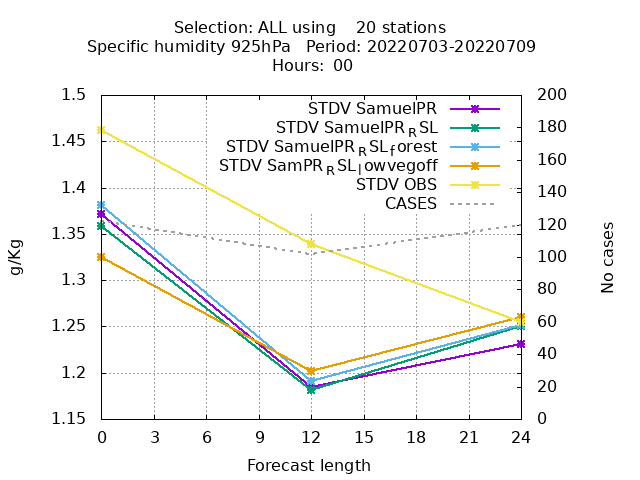 Selection: ALL using    20 stations
Specific humidity 925hPa   Period: 20220703-20220709
Hours:  00
STDV SamuelPR
STDV SamuelPR_RSL
STDV SamuelPR_RSL_forest
STDV SamPR_RSL_lowvegoff
STDV OBS
CASES
1.5
1.45
1.4
1.35
1.3
1.25
1.2
1.15
g/Kg
200
180
160
140
120
100
80
60
40
20
0
No cases
0 3 6 9 12 15 18 21 24
Forecast length